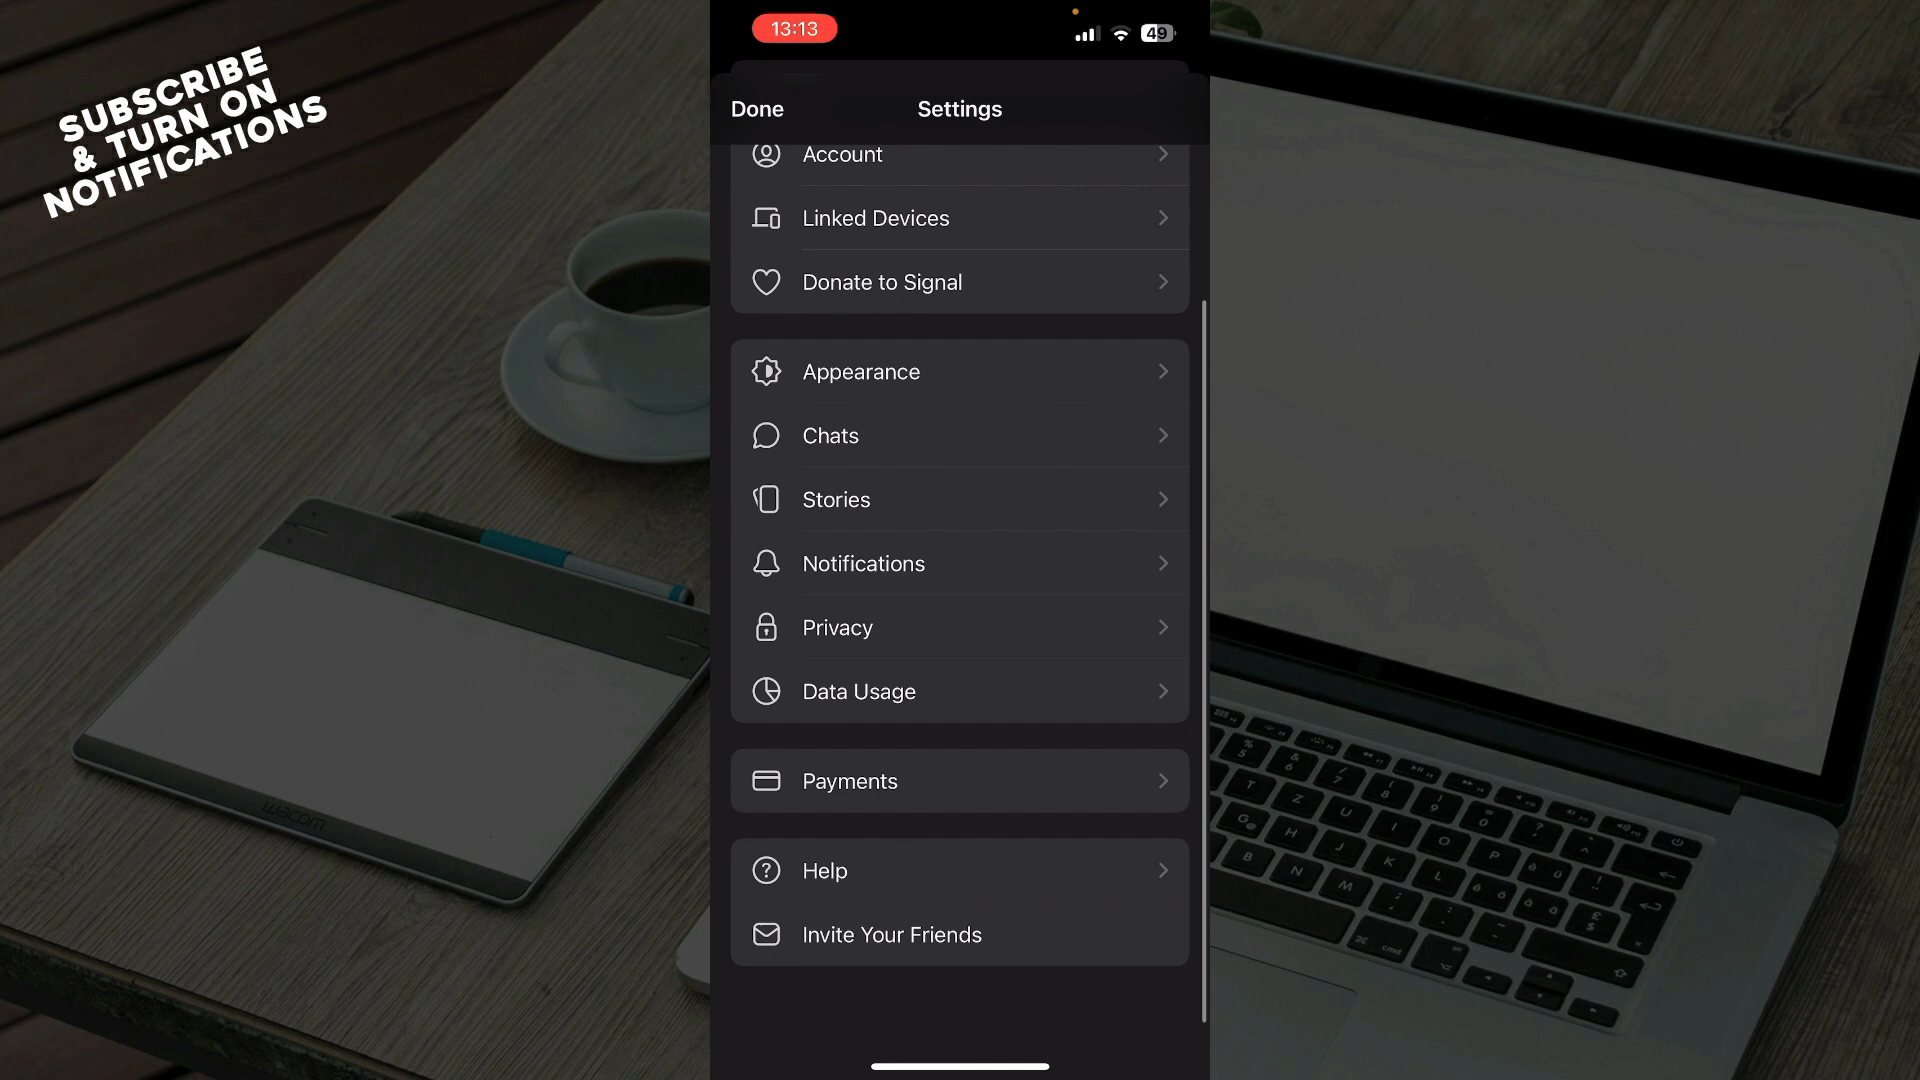 SUBSCRIBE
& TURN ON
NOTIFICATIONS
13:13
49
Done
Settings
Account
Linked Devices
Donate to Signal
Appearance
Chats
Stories
Notifications
Privacy
Data Usage
Payments
Help
Invite Your Friends
wacom